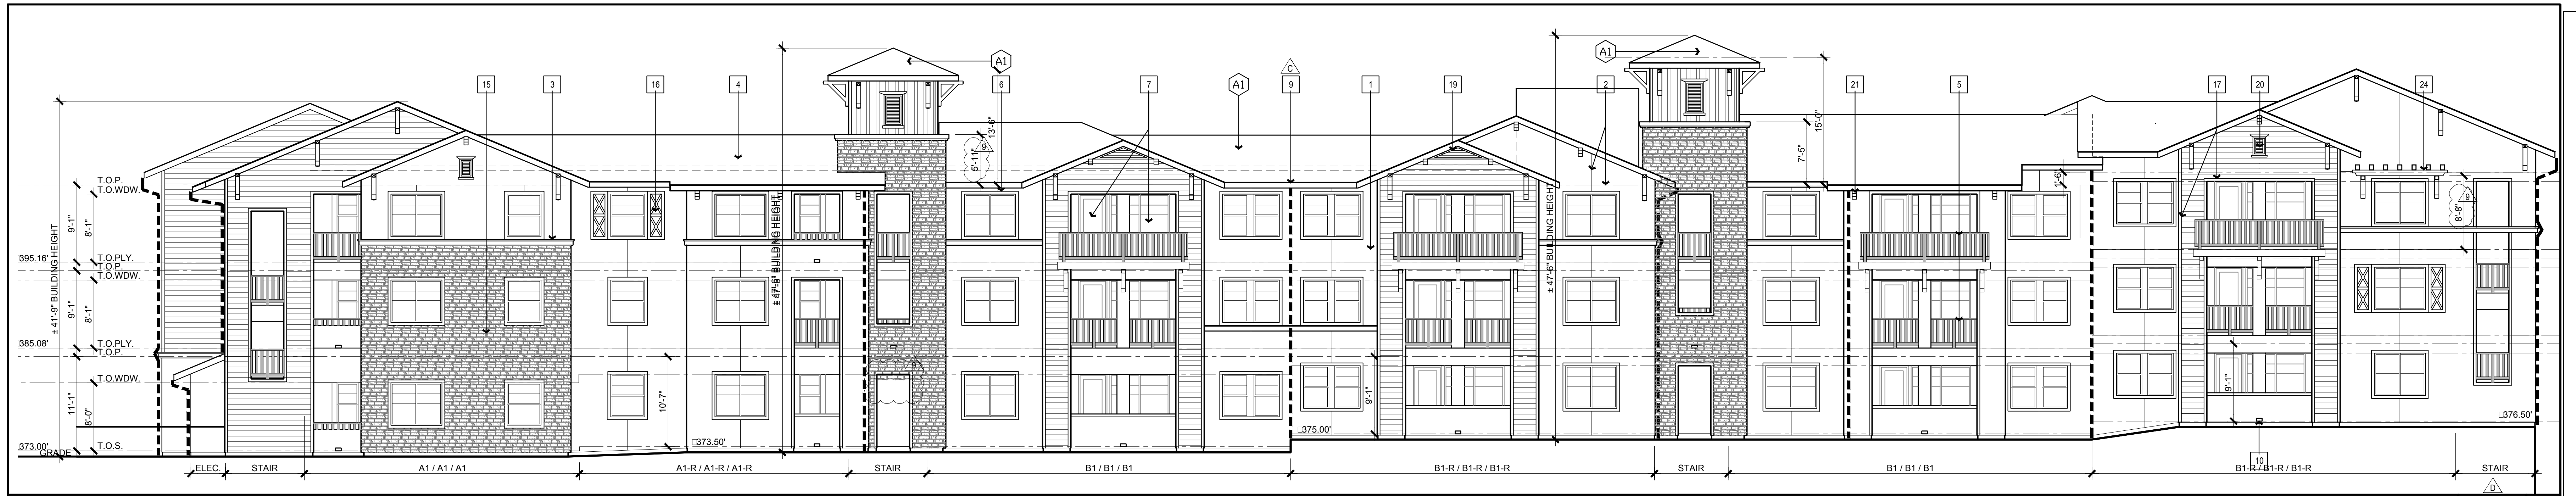 A1
A1
C
15
3
16
4
6
7
A1
9
1
19
2
21
5
17
20
24
13'-6"
5'-11"
9
15'-0"
7'-5"
1'-6"
8'-8"
9
T.O.P.
T.O.WDW.
9'-1"
8'-1"
± 41'-9" BUILDING HEIGHT
± 47'-6" BUILDING HEIGHT
± 47'-6" BUILDING HEIGHT
395.16'
T.O.PLY.
T.O.P.
T.O.WDW.
9'-1"
8'-1"
385.08'
T.O.PLY.
T.O.P.
T.O.WDW.
11'-1"
8'-0"
10'-7"
9'-1"
9'-1"
373.00'
T.O.S.
GRADE
373.50'
375.00'
376.50'
10
ELEC.
STAIR
A1 / A1 / A1
A1-R / A1-R / A1-R
STAIR
B1 / B1 / B1
B1-R / B1-R / B1-R
STAIR
B1 / B1 / B1
B1-R / B1-R / B1-R
STAIR
D